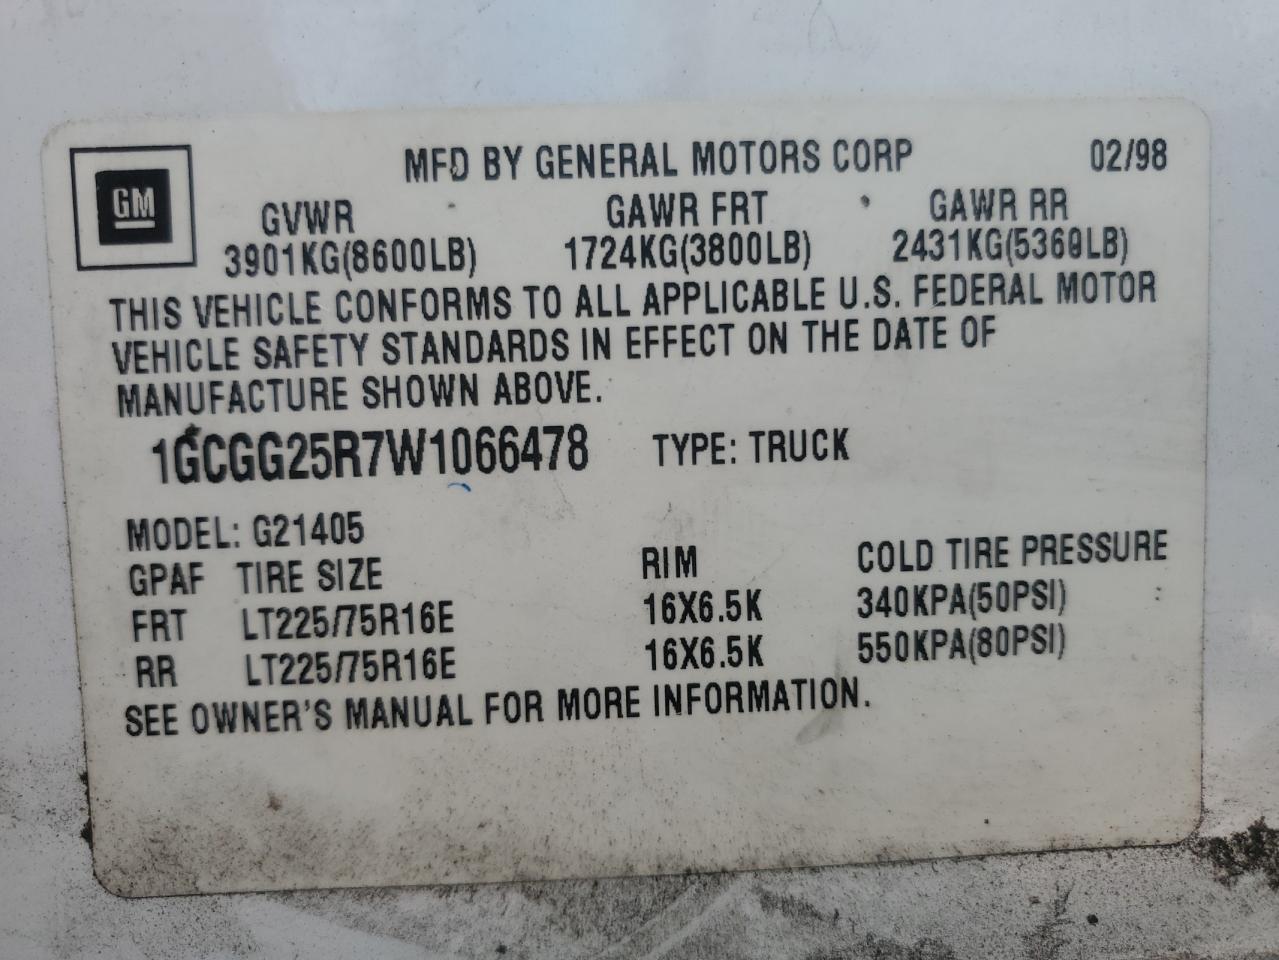 GM
MFD BY GENERAL MOTORS CORP 02/98
GVWR GAWR FRT GAWR RR
3901KG(8600LB) 1724KG(3800LB) 2431KG(5360LB)
THIS VEHICLE CONFORMS TO ALL APPLICABLE U.S. FEDERAL MOTOR
VEHICLE SAFETY STANDARDS IN EFFECT ON THE DATE OF
MANUFACTURE SHOWN ABOVE.
1GCGG25R7W1066478 TYPE: TRUCK
MODEL: G21405
GPAF TIRE SIZE RIM COLD TIRE PRESSURE
FRT LT225/75R16E 16X6.5K 340KPA(50PSI)
RR LT225/75R16E 16X6.5K 550KPA(80PSI)
SEE OWNER'S MANUAL FOR MORE INFORMATION.